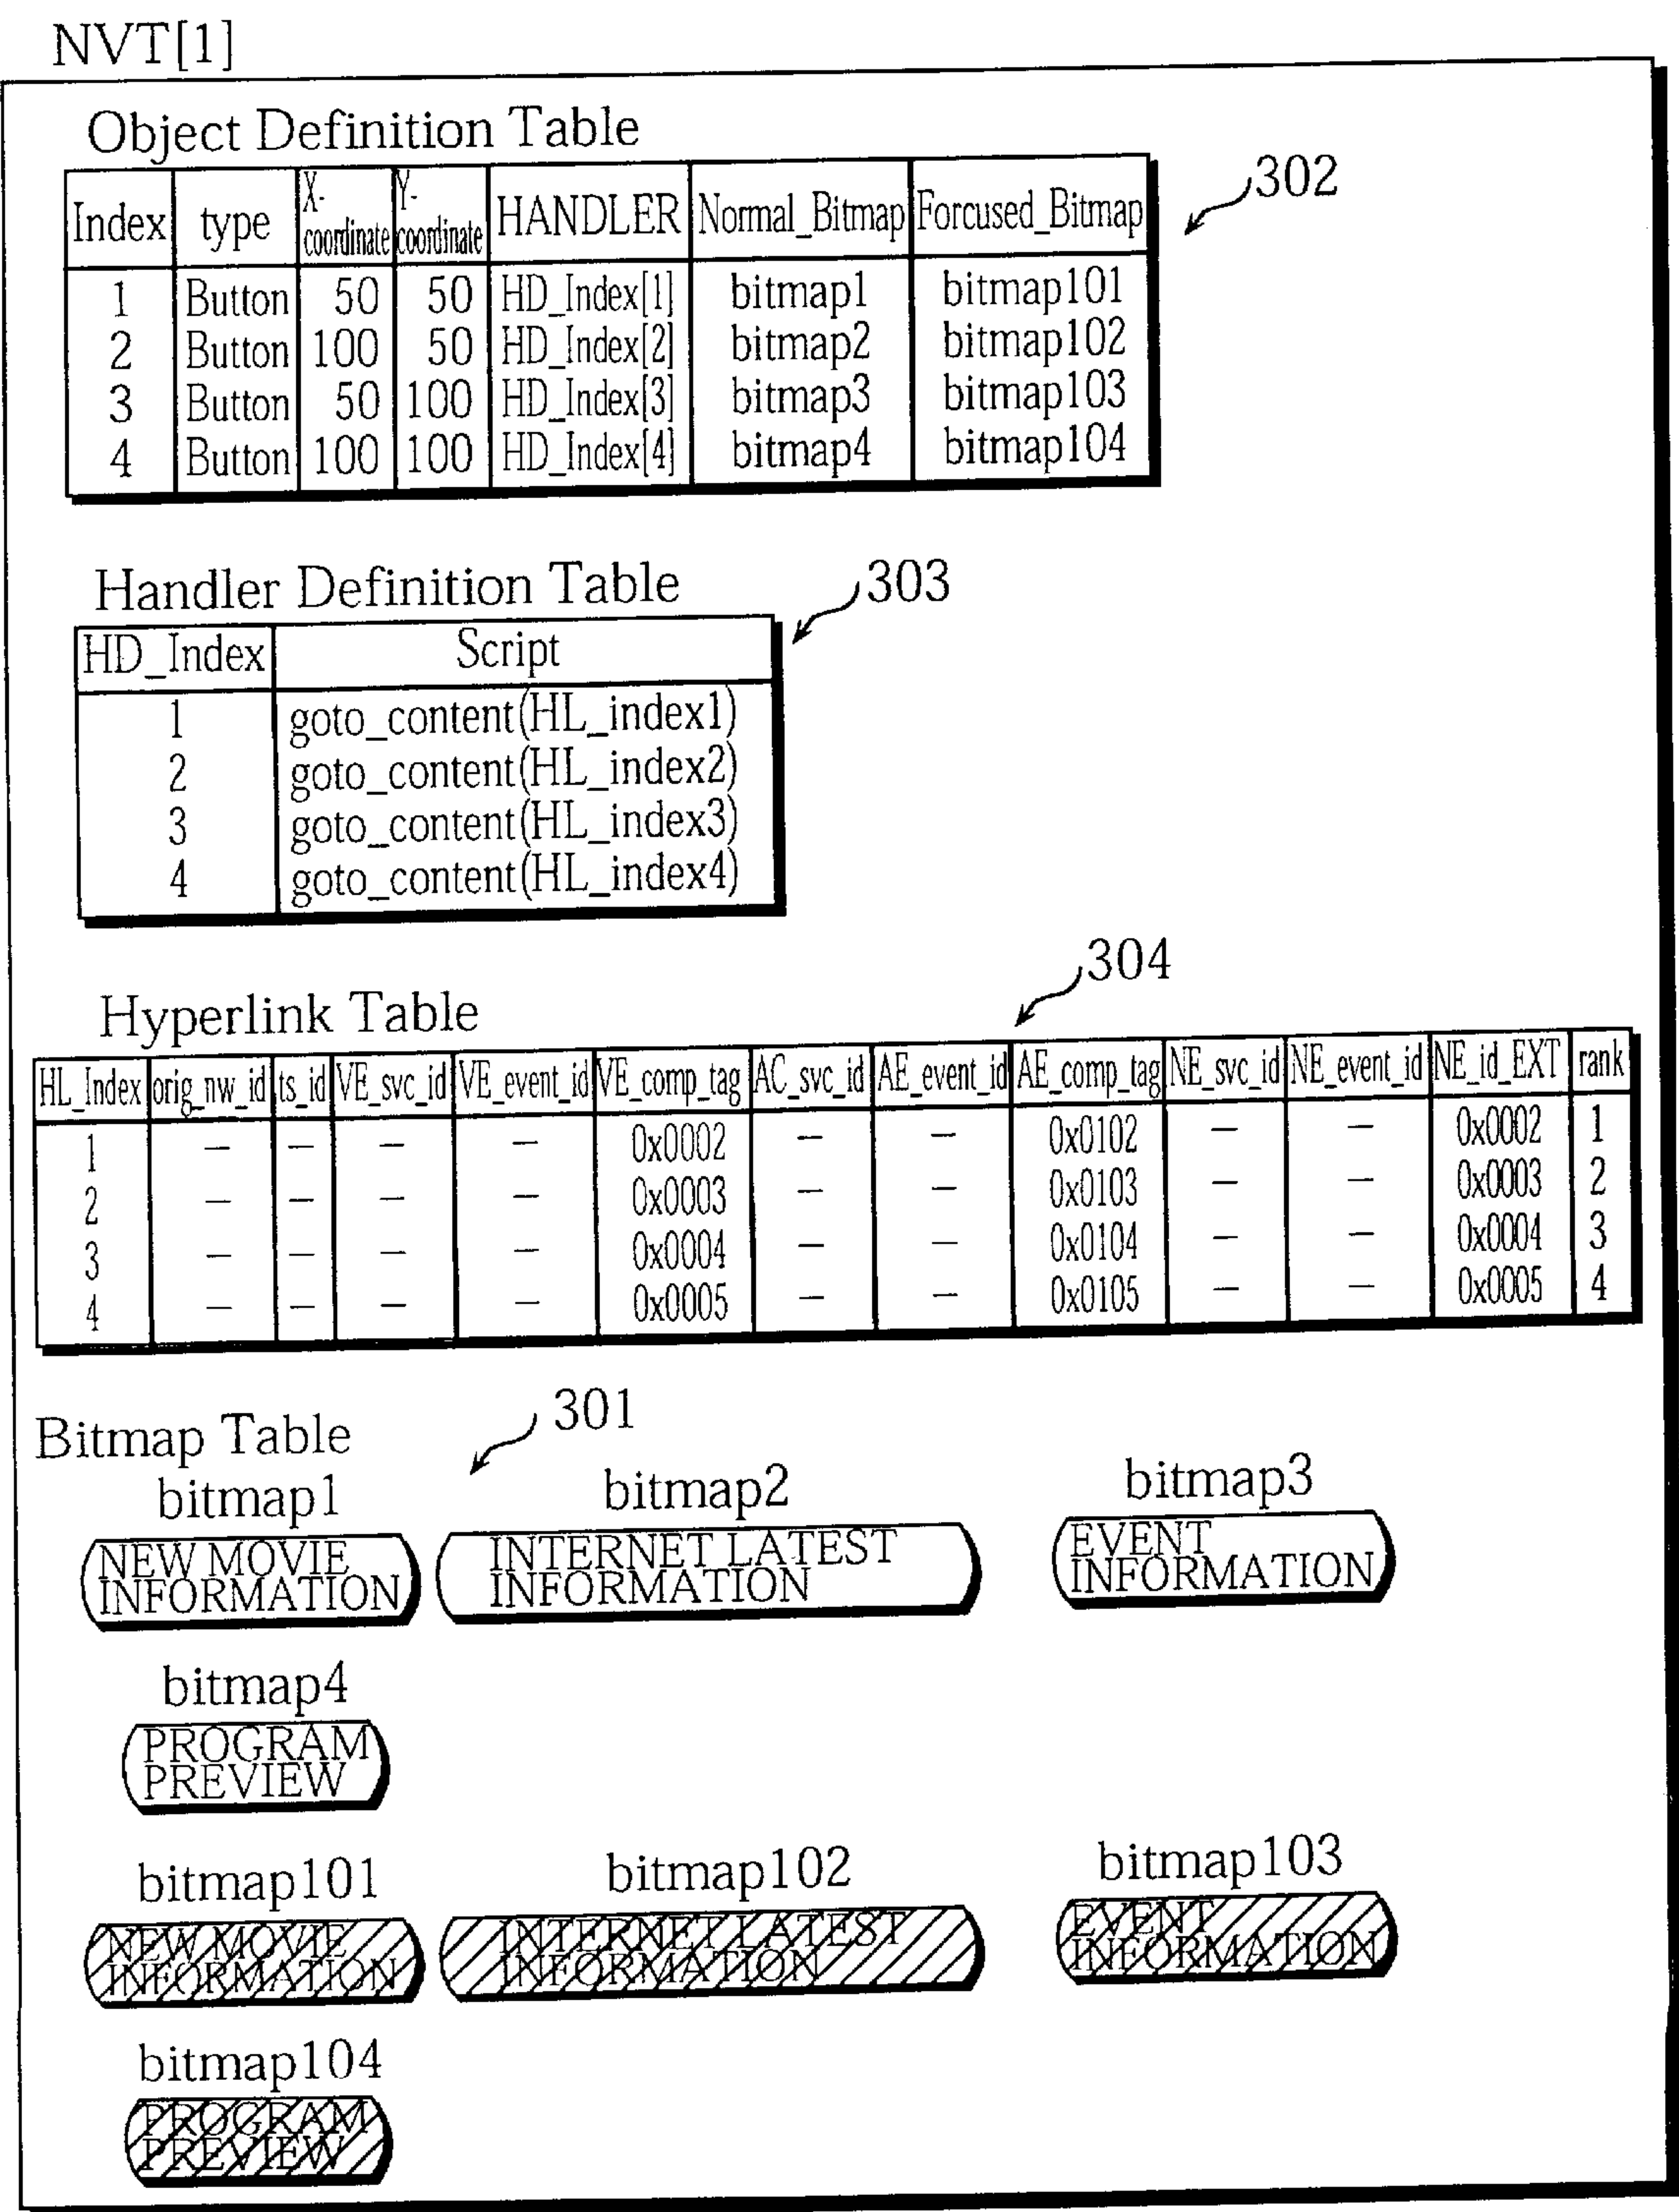 NVT[1]
Object Definition Table
302
Index type X-coordinate Y-coordinate HANDLER Normal_Bitmap Forcused_Bitmap
1 Button 50 50 HD_Index[1] bitmap1 bitmap101
2 Button 100 50 HD_Index[2] bitmap2 bitmap102
3 Button 50 100 HD_Index[3] bitmap3 bitmap103
4 Button 100 100 HD_Index[4] bitmap4 bitmap104
Handler Definition Table
303
HD_Index Script
1 goto_content(HL_index1)
2 goto_content(HL_index2)
3 goto_content(HL_index3)
4 goto_content(HL_index4)
304
Hyperlink Table
HL_Index orig_nw_id ts_id VE_svc_id VE_event_id VE_comp_tag AC_svc_id AE_event_id AE_comp_tag NE_svc_id NE_event_id NE_id_EXT rank
1 — — — — 0x0002 — — 0x0102 — — 0x0002 1
2 — — — — 0x0003 — — 0x0103 — — 0x0003 2
3 — — — — 0x0004 — — 0x0104 — — 0x0004 3
4 — — — — 0x0005 — — 0x0105 — — 0x0005 4
301
Bitmap Table
bitmap1 bitmap2 bitmap3
NEW MOVIE INTERNET LATEST EVENT
INFORMATION INFORMATION INFORMATION
bitmap4
PROGRAM
PREVIEW
bitmap101 bitmap102 bitmap103
NEW MOVIE INTERNET LATEST EVENT
INFORMATION INFORMATION INFORMATION
bitmap104
PROGRAM
PREVIEW